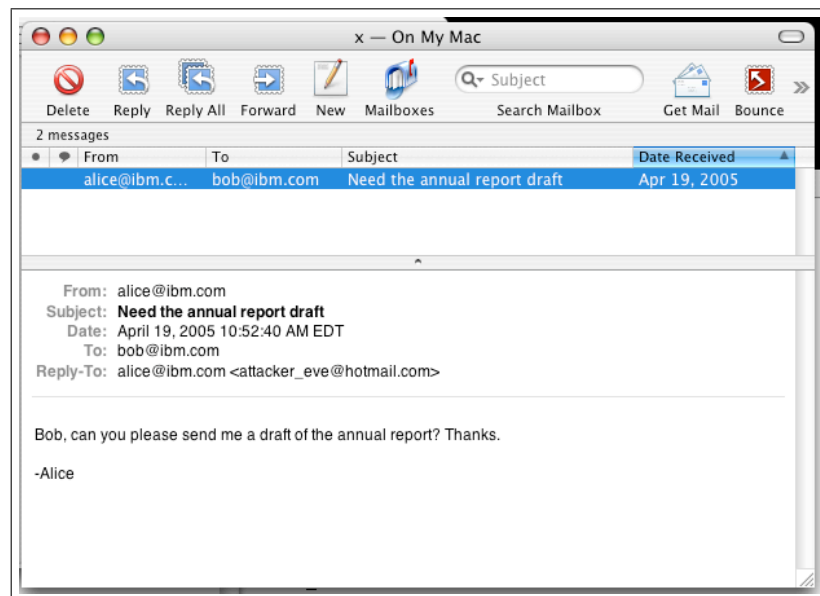 x — On My Mac
Delete Reply Reply All Forward New Mailboxes Subject Search Mailbox Get Mail Bounce
2 messages
From To Subject Date Received
alice@ibm.c... bob@ibm.com Need the annual report draft Apr 19, 2005
From: alice@ibm.com
Subject: Need the annual report draft
Date: April 19, 2005 10:52:40 AM EDT
To: bob@ibm.com
Reply-To: alice@ibm.com <attacker_eve@hotmail.com>
Bob, can you please send me a draft of the annual report? Thanks.
-Alice